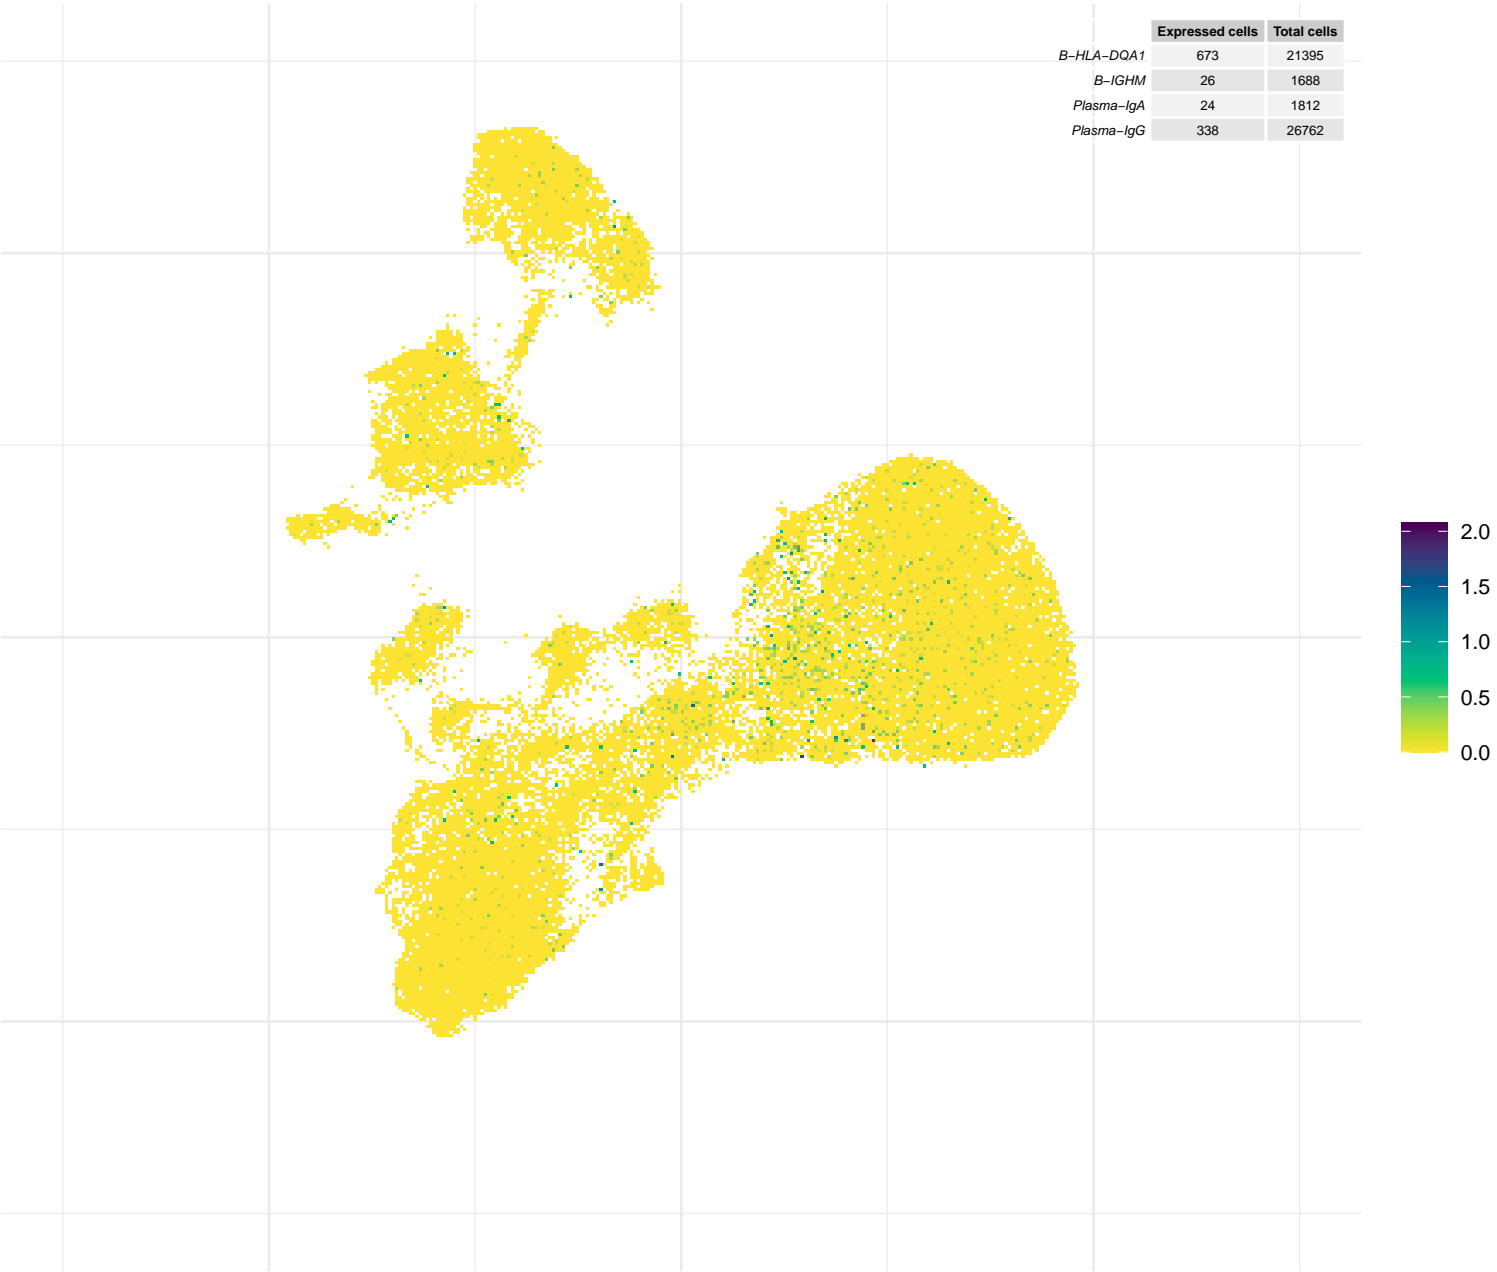 Expressed cells Total cells
B−HLA−DQA1 673 21395
B−IGHM 26 1688
Plasma−IgA 24 1812
Plasma−IgG 338 26762
2.0
1.5
1.0
0.5
0.0